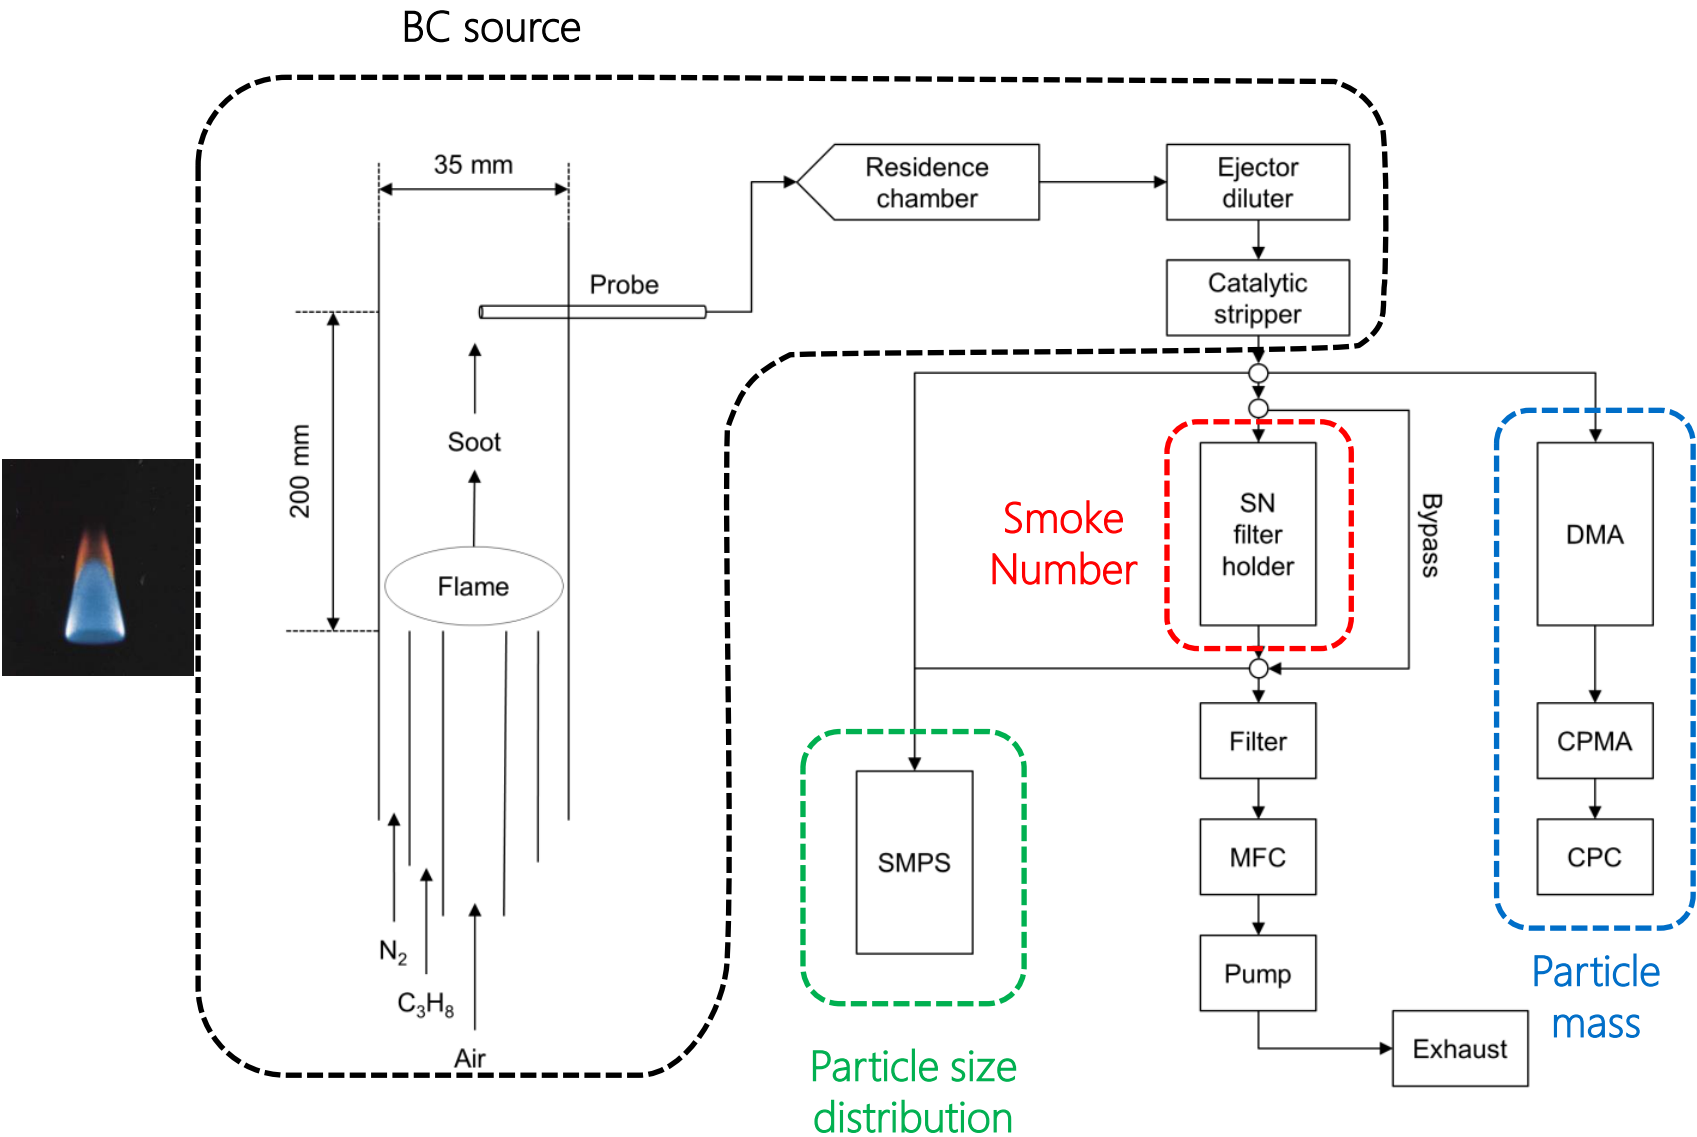 BC source
35 mm
Residence
chamber
Ejector
diluter
Probe
Catalytic
stripper
200 mm
Soot
Flame
Smoke
Number
SN
filter
holder
Bypass
DMA
Filter
CPMA
SMPS
MFC
CPC
N₂
C₃H₈
Air
Pump
Particle
mass
Exhaust
Particle size
distribution